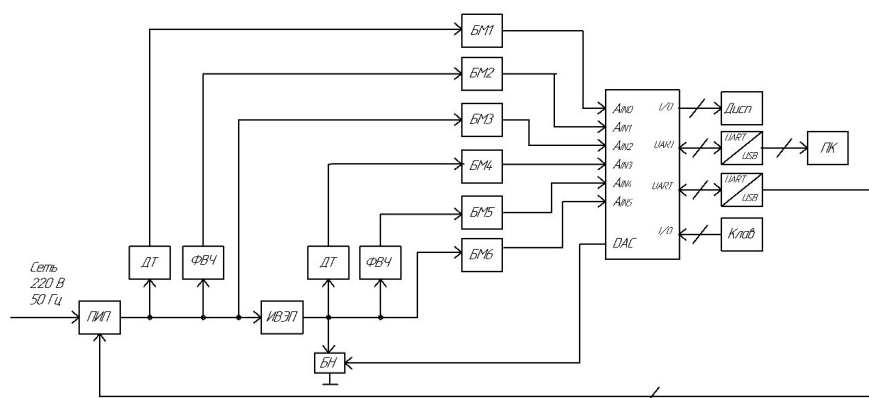 БМ1
БМ2
БМ3
БМ4
БМ5
БМ6
ДТ
ФВЧ
ДТ
ФВЧ
Сеть
220 В
50 Гц
ПИП
ИВЭП
БН
AIN0
AIN1
AIN2
AIN3
AIN4
AIN5
DAC
I/O
UART
UART
I/O
Дисп
UART
USB
ПК
UART
USB
Клав